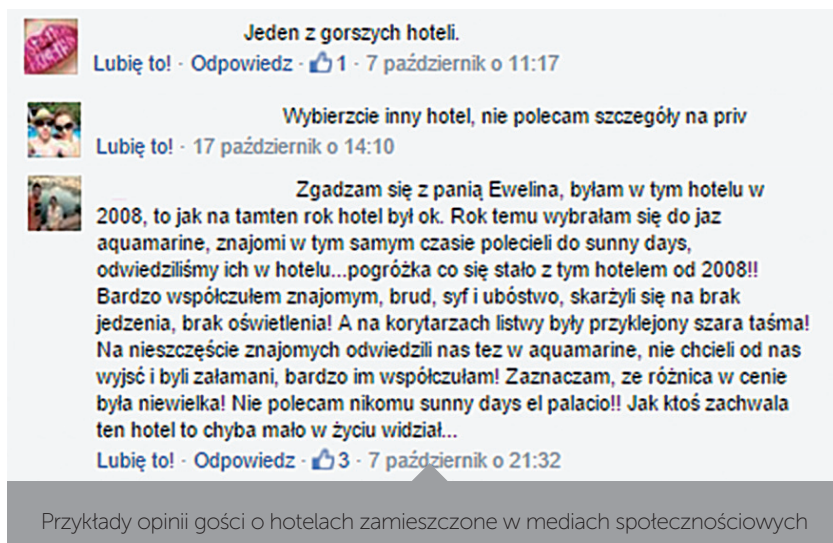 Jeden z gorszych hoteli.
Lubię to! · Odpowiedz · 1 · 7 październik o 11:17
Wybierzcie inny hotel, nie polecam szczegóły na priv
Lubię to! · 17 październik o 14:10
Zgadzam się z panią Ewelina, byłam w tym hotelu w
2008, to jak na tamten rok hotel był ok. Rok temu wybrałam się do jaz
aquamarine, znajomi w tym samym czasie polecieli do sunny days,
odwiedziliśmy ich w hotelu...pogróżka co się stało z tym hotelem od 2008!!
Bardzo współczułem znajomym, brud, syf i ubóstwo, skarżyli się na brak
jedzenia, brak oświetlenia! A na korytarzach listwy były przyklejony szara taśma!
Na nieszczęście znajomych odwiedzili nas tez w aquamarine, nie chcieli od nas
wyjść i byli załamani, bardzo im współczułam! Zaznaczam, ze różnica w cenie
była niewielka! Nie polecam nikomu sunny days el palacio!! Jak ktoś zachwala
ten hotel to chyba mało w życiu widział...
Lubię to! · Odpowiedz · 3 · 7 październik o 21:32
Przykłady opinii gości o hotelach zamieszczone w mediach społecznościowych